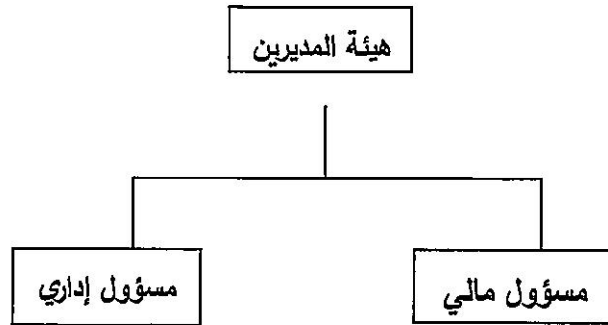 هيئة المديرين
مسؤول مالي
مسؤول إداري